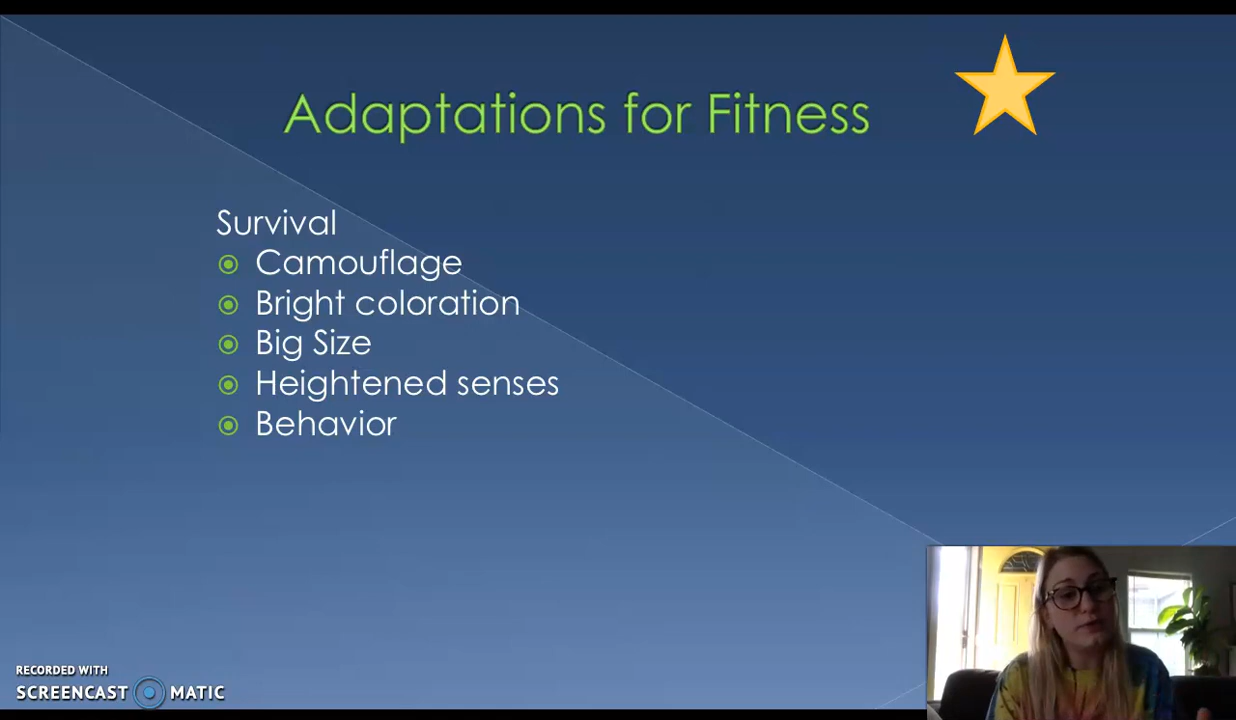 Adaptations for Fitness
Survival
Camouflage
Bright coloration
Big Size
Heightened senses
Behavior
RECORDED WITH
SCREENCAST MATIC